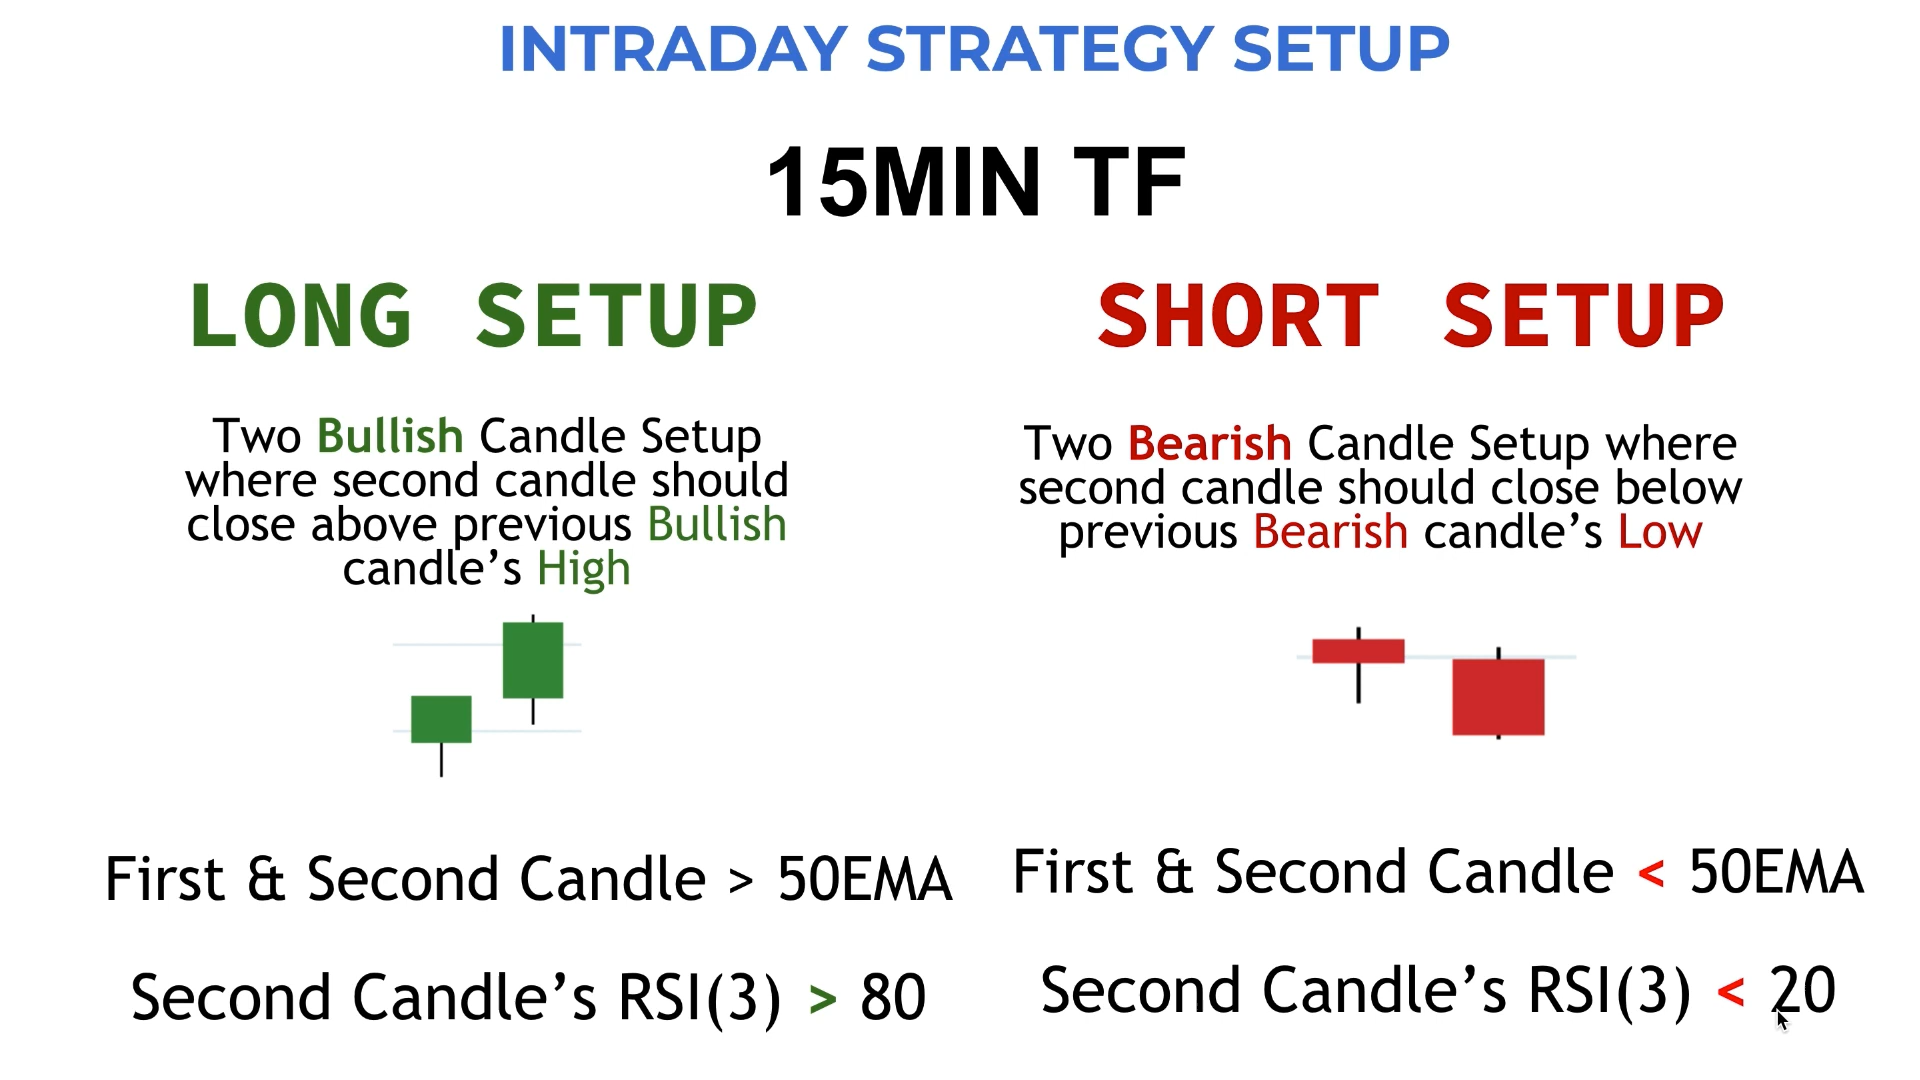 INTRADAY STRATEGY SETUP
15MIN TF
LONG SETUP
Two Bullish Candle Setup
where second candle should
close above previous Bullish
candle’s High
First & Second Candle > 50EMA
Second Candle’s RSI(3) > 80
SHORT SETUP
Two Bearish Candle Setup where
second candle should close below
previous Bearish candle’s Low
First & Second Candle < 50EMA
Second Candle’s RSI(3) < 20